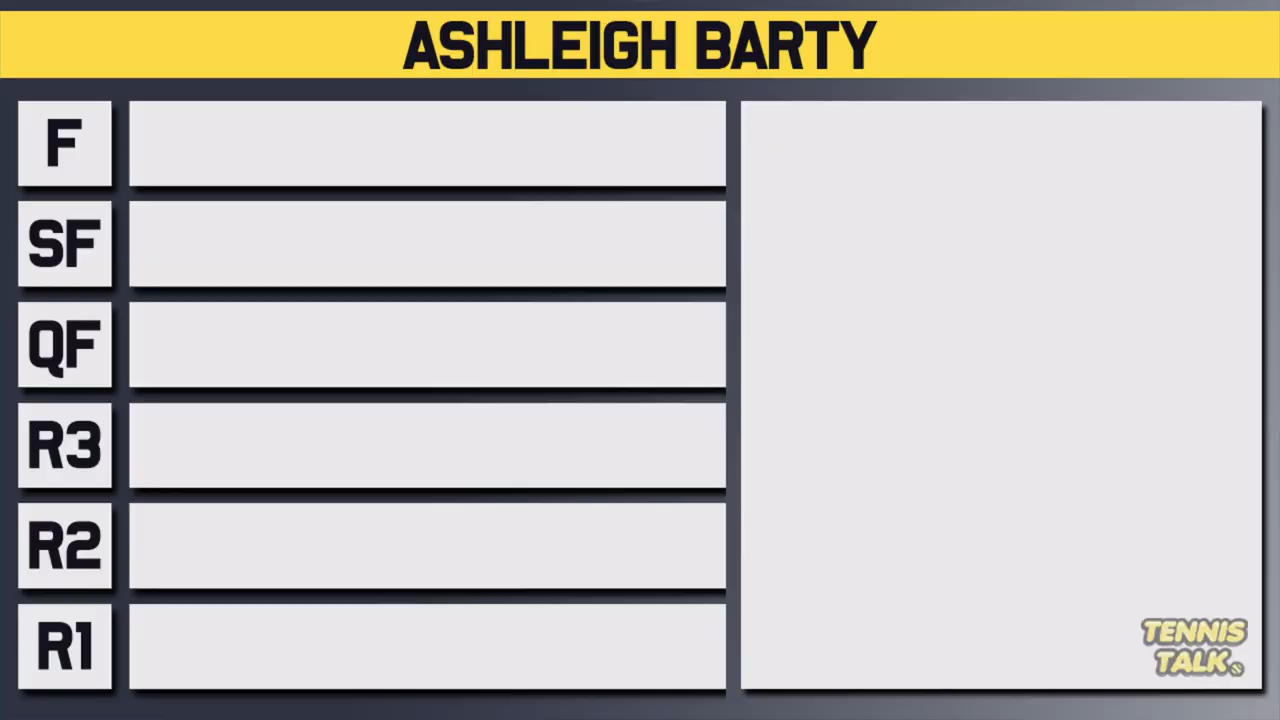 ASHLEIGH BARTY
F
SF
QF
R3
R2
R1
TENNIS
TALK